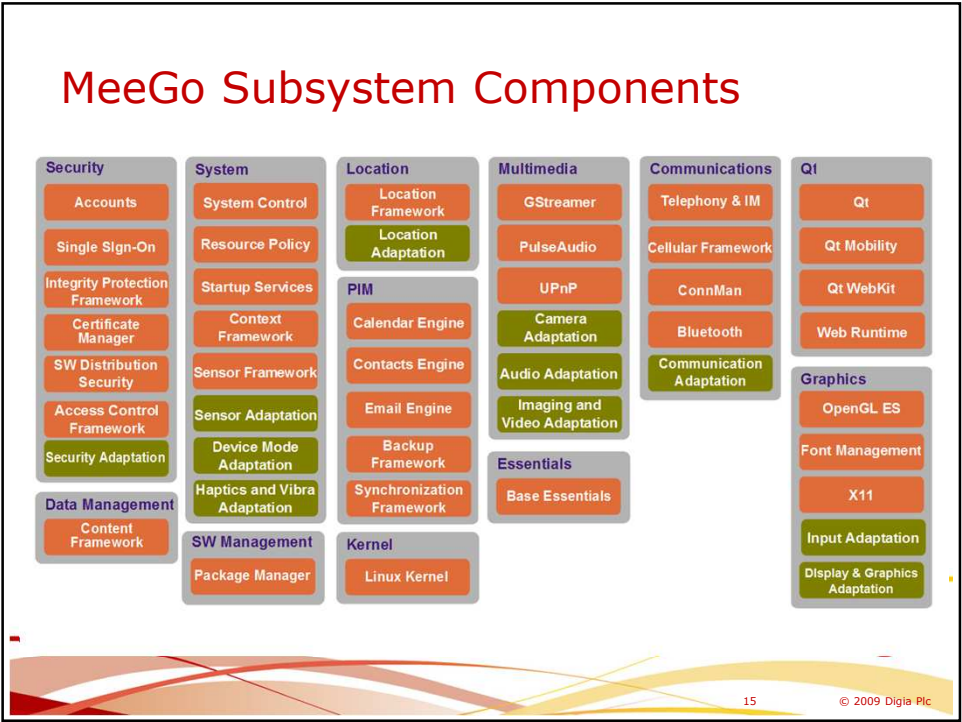 MeeGo Subsystem Components
Security
Accounts
Single SIgn-On
Integrity Protection
Framework
Certificate
Manager
SW Distribution
Security
Access Control
Framework
Security Adaptation
Data Management
Content
Framework
System
System Control
Resource Policy
Startup Services
Context
Framework
Sensor Framework
Sensor Adaptation
Device Mode
Adaptation
Haptics and Vibra
Adaptation
SW Management
Package Manager
Location
Location
Framework
Location
Adaptation
PIM
Calendar Engine
Contacts Engine
Email Engine
Backup
Framework
Synchronization
Framework
Kernel
Linux Kernel
Multimedia
GStreamer
PulseAudio
UPnP
Camera
Adaptation
Audio Adaptation
Imaging and
Video Adaptation
Essentials
Base Essentials
Communications
Telephony & IM
Cellular Framework
ConnMan
Bluetooth
Communication
Adaptation
Qt
Qt
Qt Mobility
Qt WebKit
Web Runtime
Graphics
OpenGL ES
Font Management
X11
Input Adaptation
DIsplay & Graphics
Adaptation
15
© 2009 Digia Plc